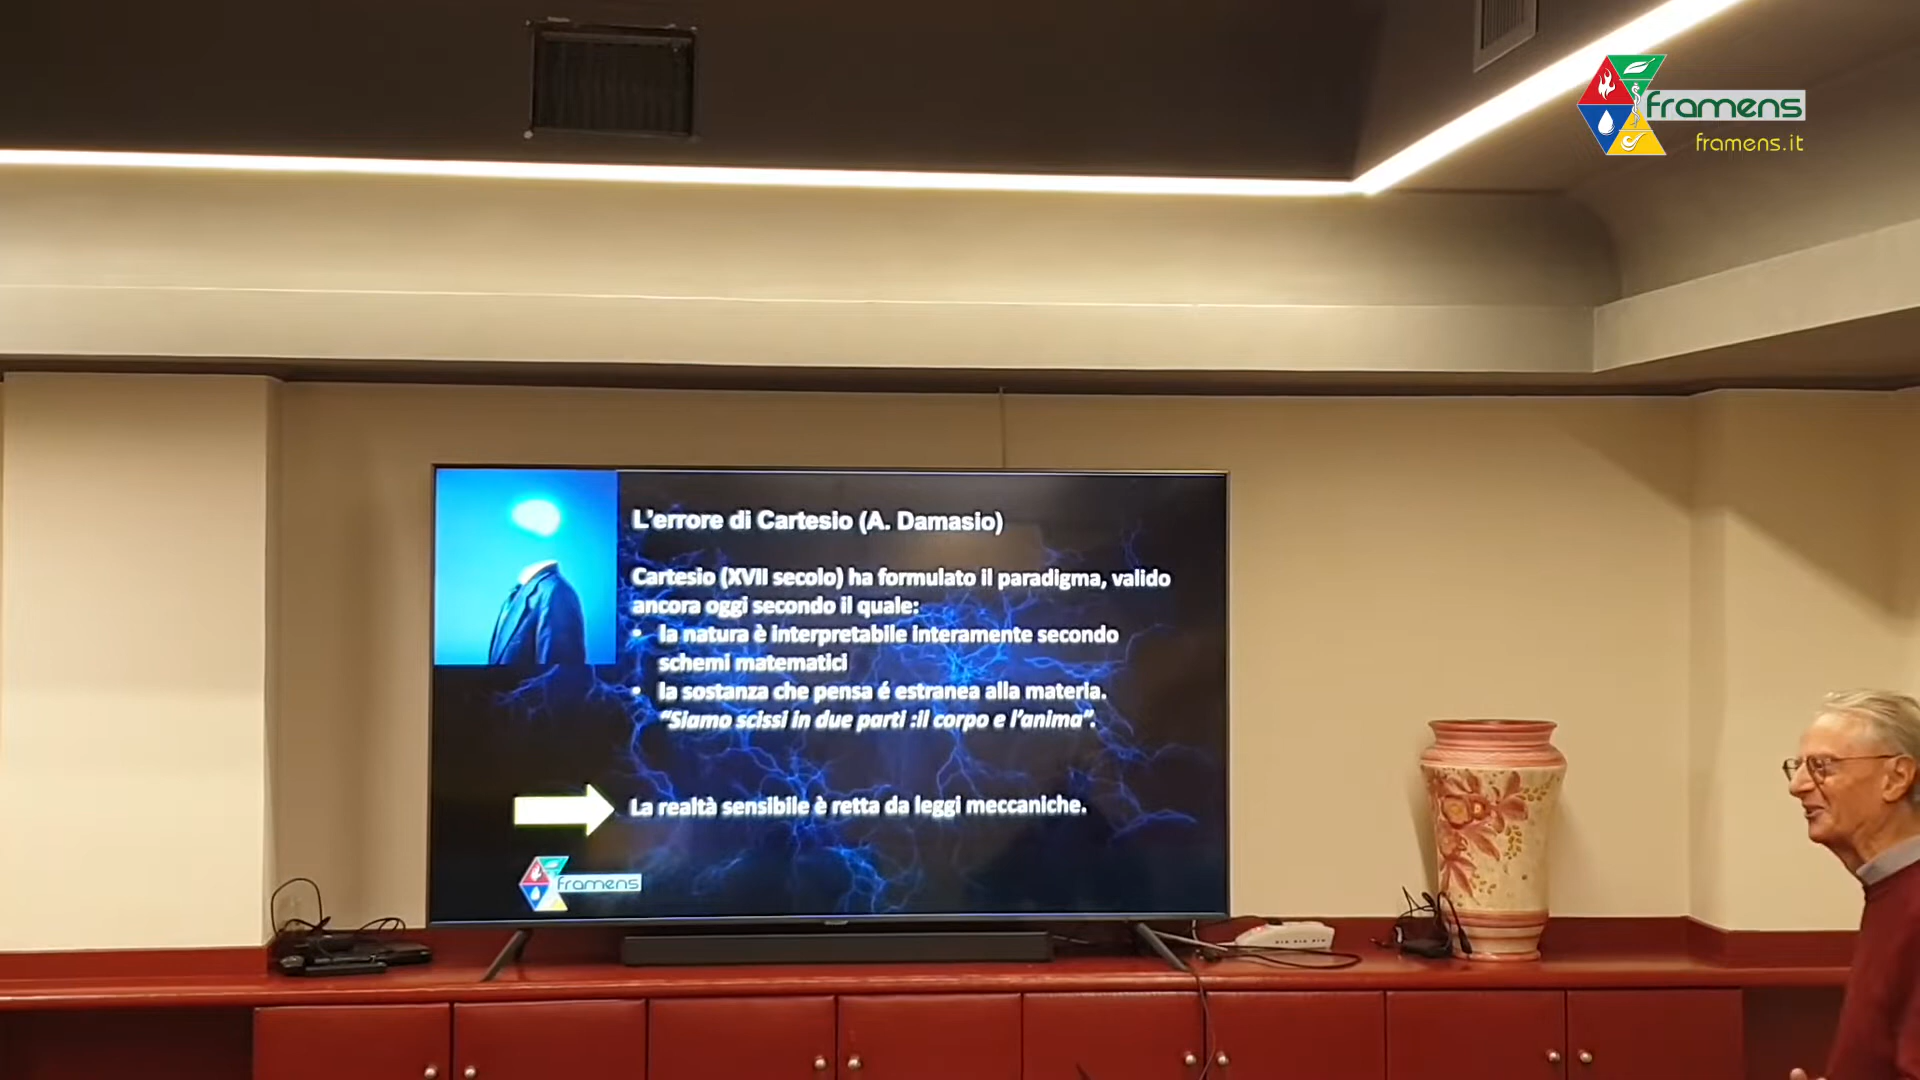 framens
framens.it
L'errore di Cartesio (A. Damasio)
Cartesio (XVII secolo) ha formulato il paradigma, valido
ancora oggi secondo il quale:
• la natura è interpretabile interamente secondo
schemi matematici
• la sostanza che pensa é estranea alla materia.
"Siamo scissi in due parti :il corpo e l'anima".
La realtà sensibile è retta da leggi meccaniche.
framens